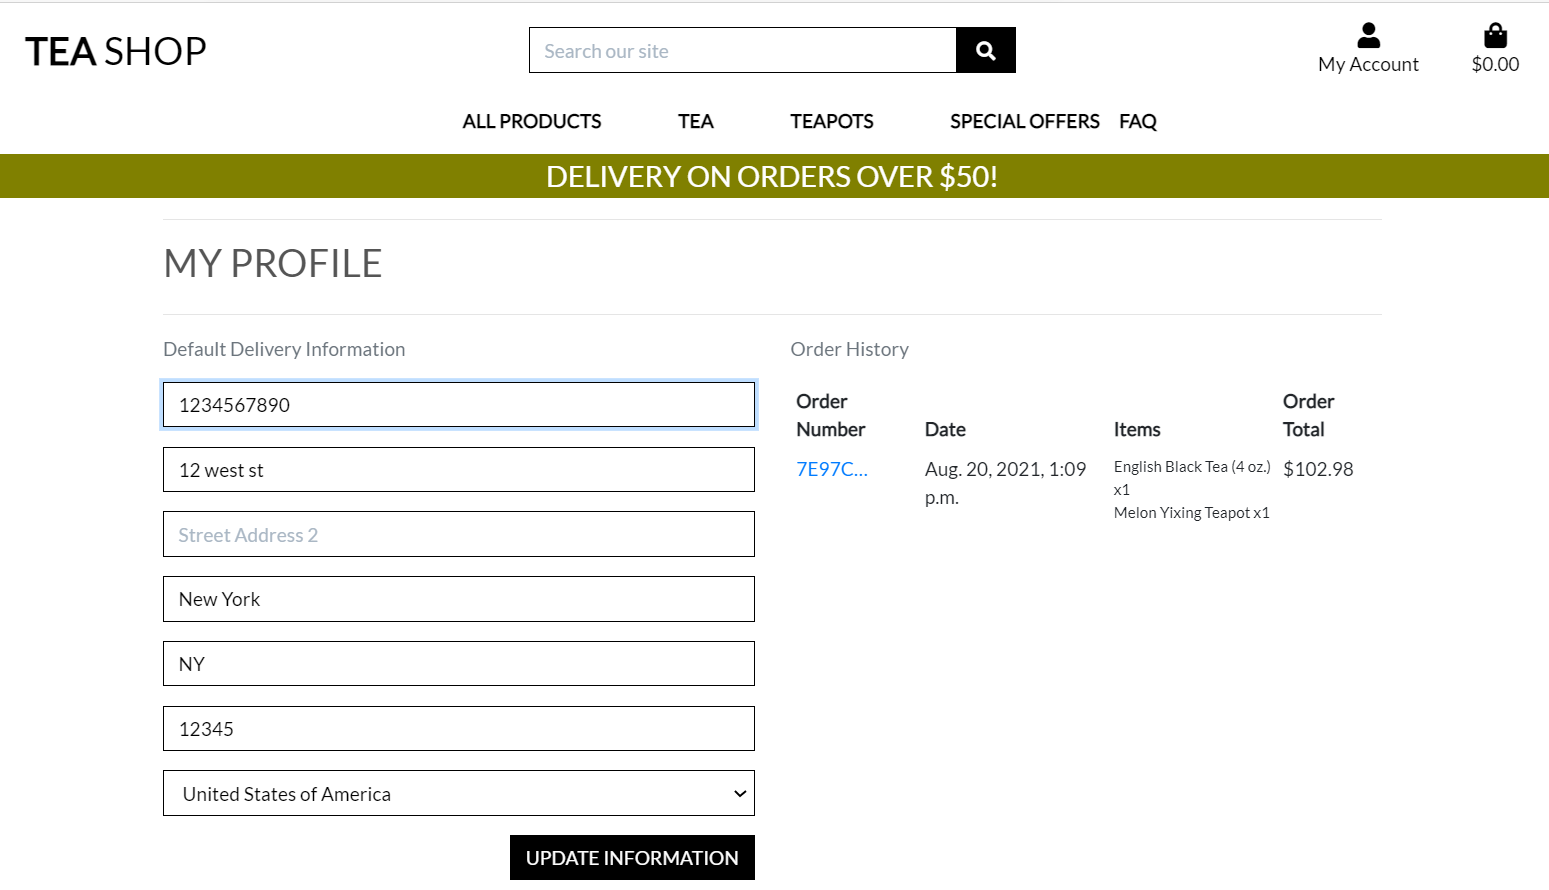 TEA SHOP
Search our site
My Account
$0.00
ALL PRODUCTS TEA TEAPOTS SPECIAL OFFERS FAQ
DELIVERY ON ORDERS OVER $50!
MY PROFILE
Default Delivery Information
1234567890
12 west st
Street Address 2
New York
NY
12345
United States of America
UPDATE INFORMATION
Order History
Order
Number
Date
Items
Order
Total
7E97C...
Aug. 20, 2021, 1:09
p.m.
English Black Tea (4 oz.)
x1
Melon Yixing Teapot x1
$102.98